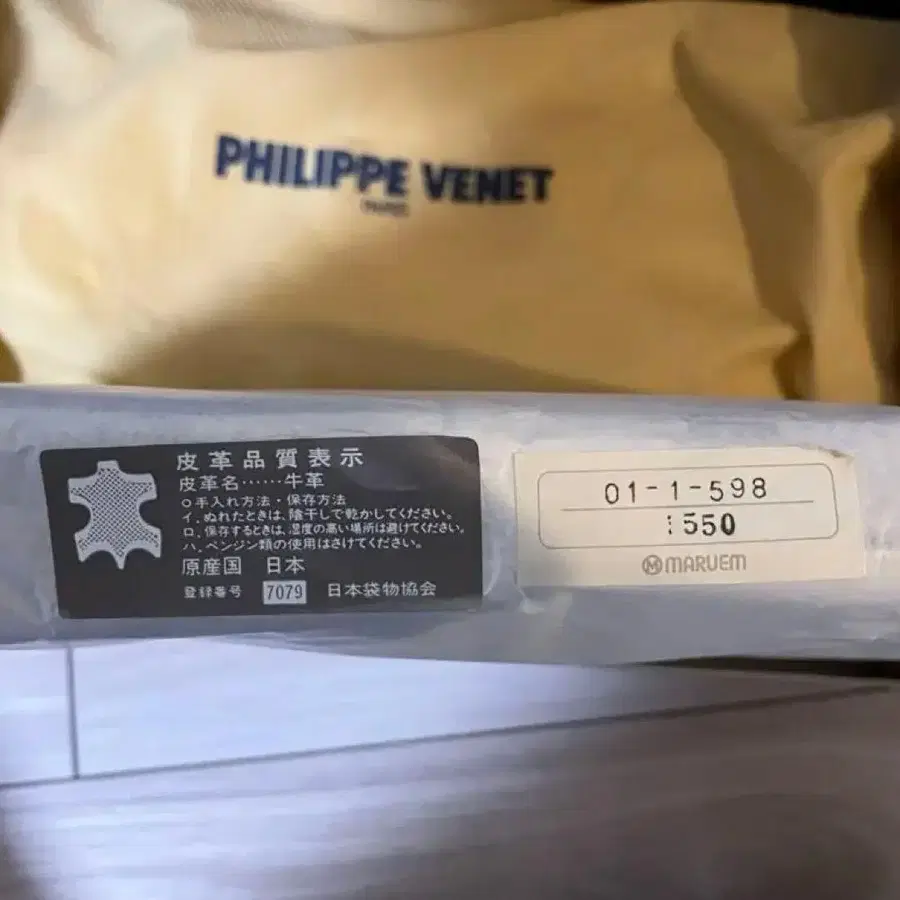 PHILIPPE VENET
PARIS
皮革品質表示
皮革名……牛革
○手入れ方法・保存方法
イ、ぬれたときは、陰干しで乾かしてください。
ロ、保存するときは、湿度の高い場所は避けてください。
ハ、ベンジン類の使用はさけてください。
原産国 日本
登録番号 7079 日本袋物協会
01-1-598
:550
MARUEM